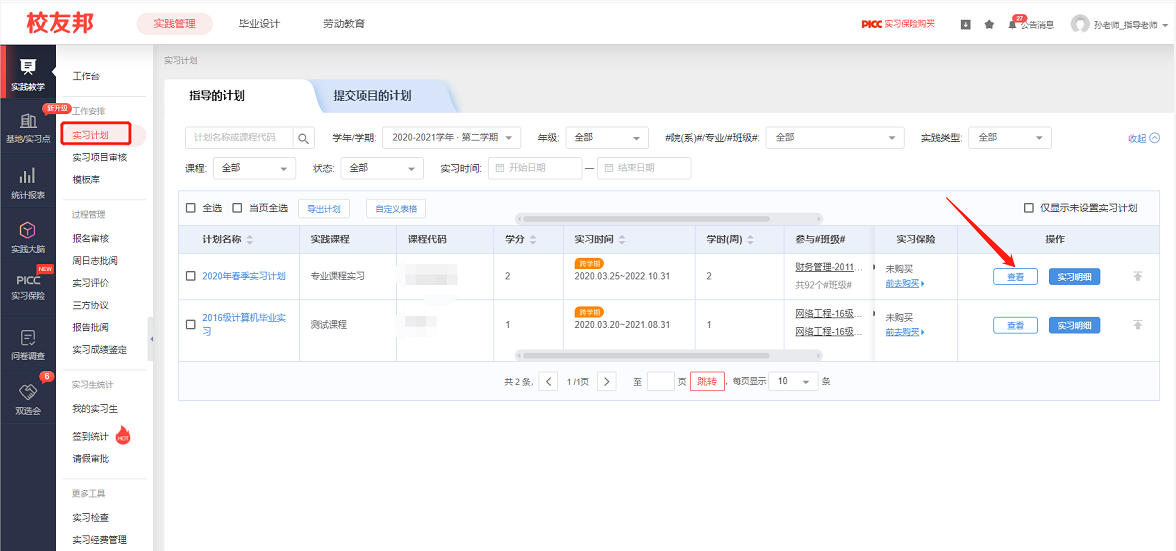 校友邦 实践管理 毕业设计 劳动教育 PICC 实习保险购买 27 公告消息 孙老师_指导老师
实践教学
新升级
基地/实习点
统计报表
实践大脑
NEW
PICC
实习保险
问卷调查
6
双选会
工作台
工作安排
实习计划
实习项目审核
模板库
过程管理
报名审核
周日志批阅
实习评价
三方协议
报告批阅
实习成绩鉴定
实习生统计
我的实习生
签到统计 HOT
请假审批
更多工具
实习检查
实习经费管理
实习计划
指导的计划 提交项目的计划
计划名称或课程代码 学年/学期: 2020-2021学年 · 第二学期 年级: 全部 #院(系)#/专业/#班级#: 全部 实践类型: 全部 收起
课程: 全部 状态: 全部 实习时间: 开始日期 — 结束日期
全选 当页全选 导出计划 自定义表格 仅显示未设置实习计划
计划名称 实践课程 课程代码 学分 实习时间 学时(周) 参与#班级# 实习保险 操作
2020年春季实习计划 专业课程实习 2 跨学期 2020.03.25~2022.10.31 2 财务管理-2011... 共92个#班级# 未购买 前去购买 查看 实习明细
2016级计算机毕业实习 测试课程 1 跨学期 2020.03.20~2021.08.31 1 网络工程-16级... 网络工程-16级... 未购买 前去购买 查看 实习明细
共 2 条, 1 /1页 至 页 跳转 , 每页显示 10 条